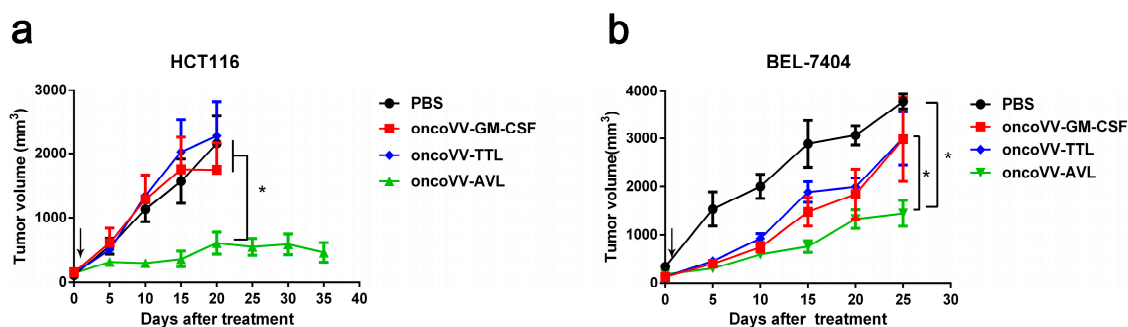 a
HCT116
Tumor volume (mm3)
3000
2000
1000
0
0 5 10 15 20 25 30 35 40
Days after treatment
PBS
oncoVV-GM-CSF
oncoVV-TTL
oncoVV-AVL
*
b
BEL-7404
Tumor volume(mm3)
4000
3000
2000
1000
0
0 5 10 15 20 25 30
Days after treatment
PBS
oncoVV-GM-CSF
oncoVV-TTL
oncoVV-AVL
*
*